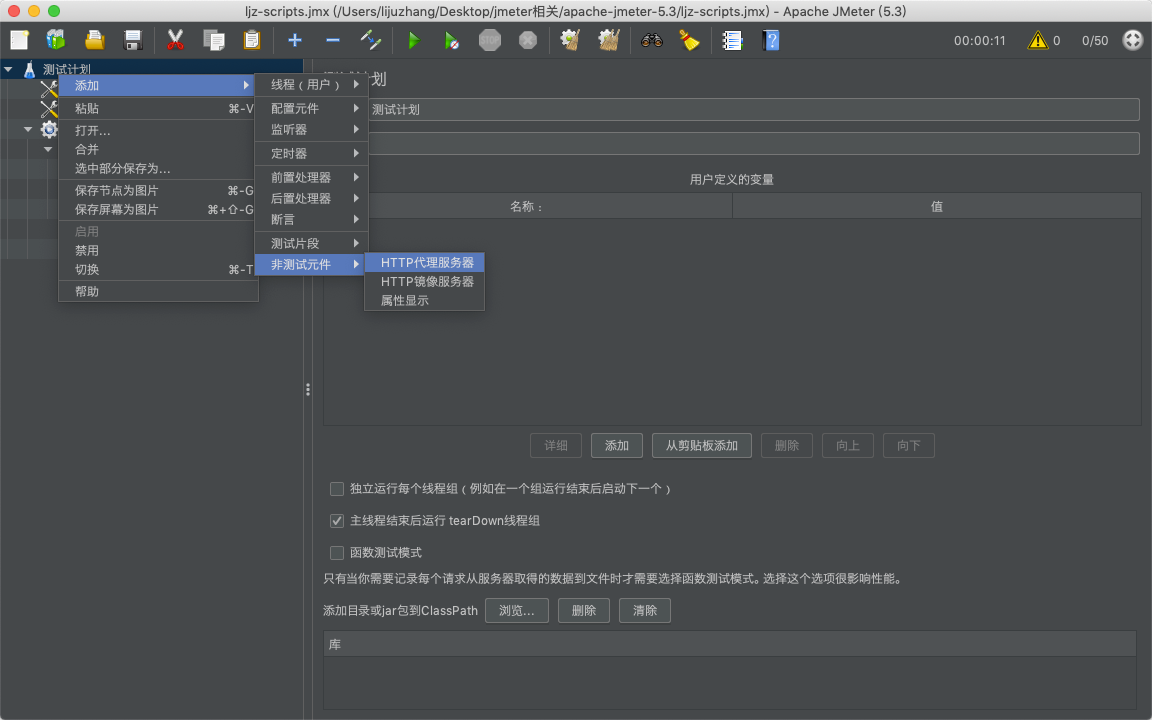 ljz-scripts.jmx (/Users/lijuzhang/Desktop/jmeter相关/apache-jmeter-5.3/ljz-scripts.jmx) - Apache JMeter (5.3)
STOP
00:00:11 0 0/50
测试计划
添加
粘贴 ⌘-V
打开...
合并
选中部分保存为...
保存节点为图片 ⌘-G
保存屏幕为图片 ⌘+⇧-G
启用
禁用
切换 ⌘-T
帮助
线程（用户）
配置元件
监听器
定时器
前置处理器
后置处理器
断言
测试片段
非测试元件
HTTP代理服务器
HTTP镜像服务器
属性显示
划
测试计划
用户定义的变量
名称： 值
详细 添加 从剪贴板添加 删除 向上 向下
独立运行每个线程组（例如在一个组运行结束后启动下一个）
主线程结束后运行 tearDown线程组
函数测试模式
只有当你需要记录每个请求从服务器取得的数据到文件时才需要选择函数测试模式。选择这个选项很影响性能。
添加目录或jar包到ClassPath 浏览... 删除 清除
库